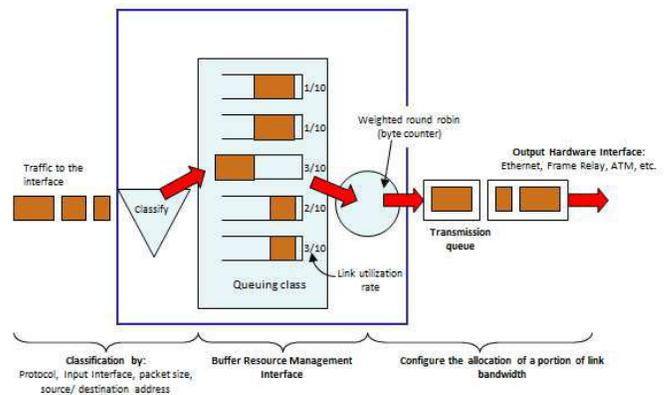 Traffic to the
interface
Classify
1/10
1/10
3/10
2/10
3/10
Queuing class
Link utilization
rate
Weighted round robin
(byte counter)
Transmission
queue
Output Hardware Interface:
Ethernet, Frame Relay, ATM, etc.
Classification by:
Protocol, Input Interface, packet size,
source/ destination address
Buffer Resource Management
Interface
Configure the allocation of a portion of link
bandwidth